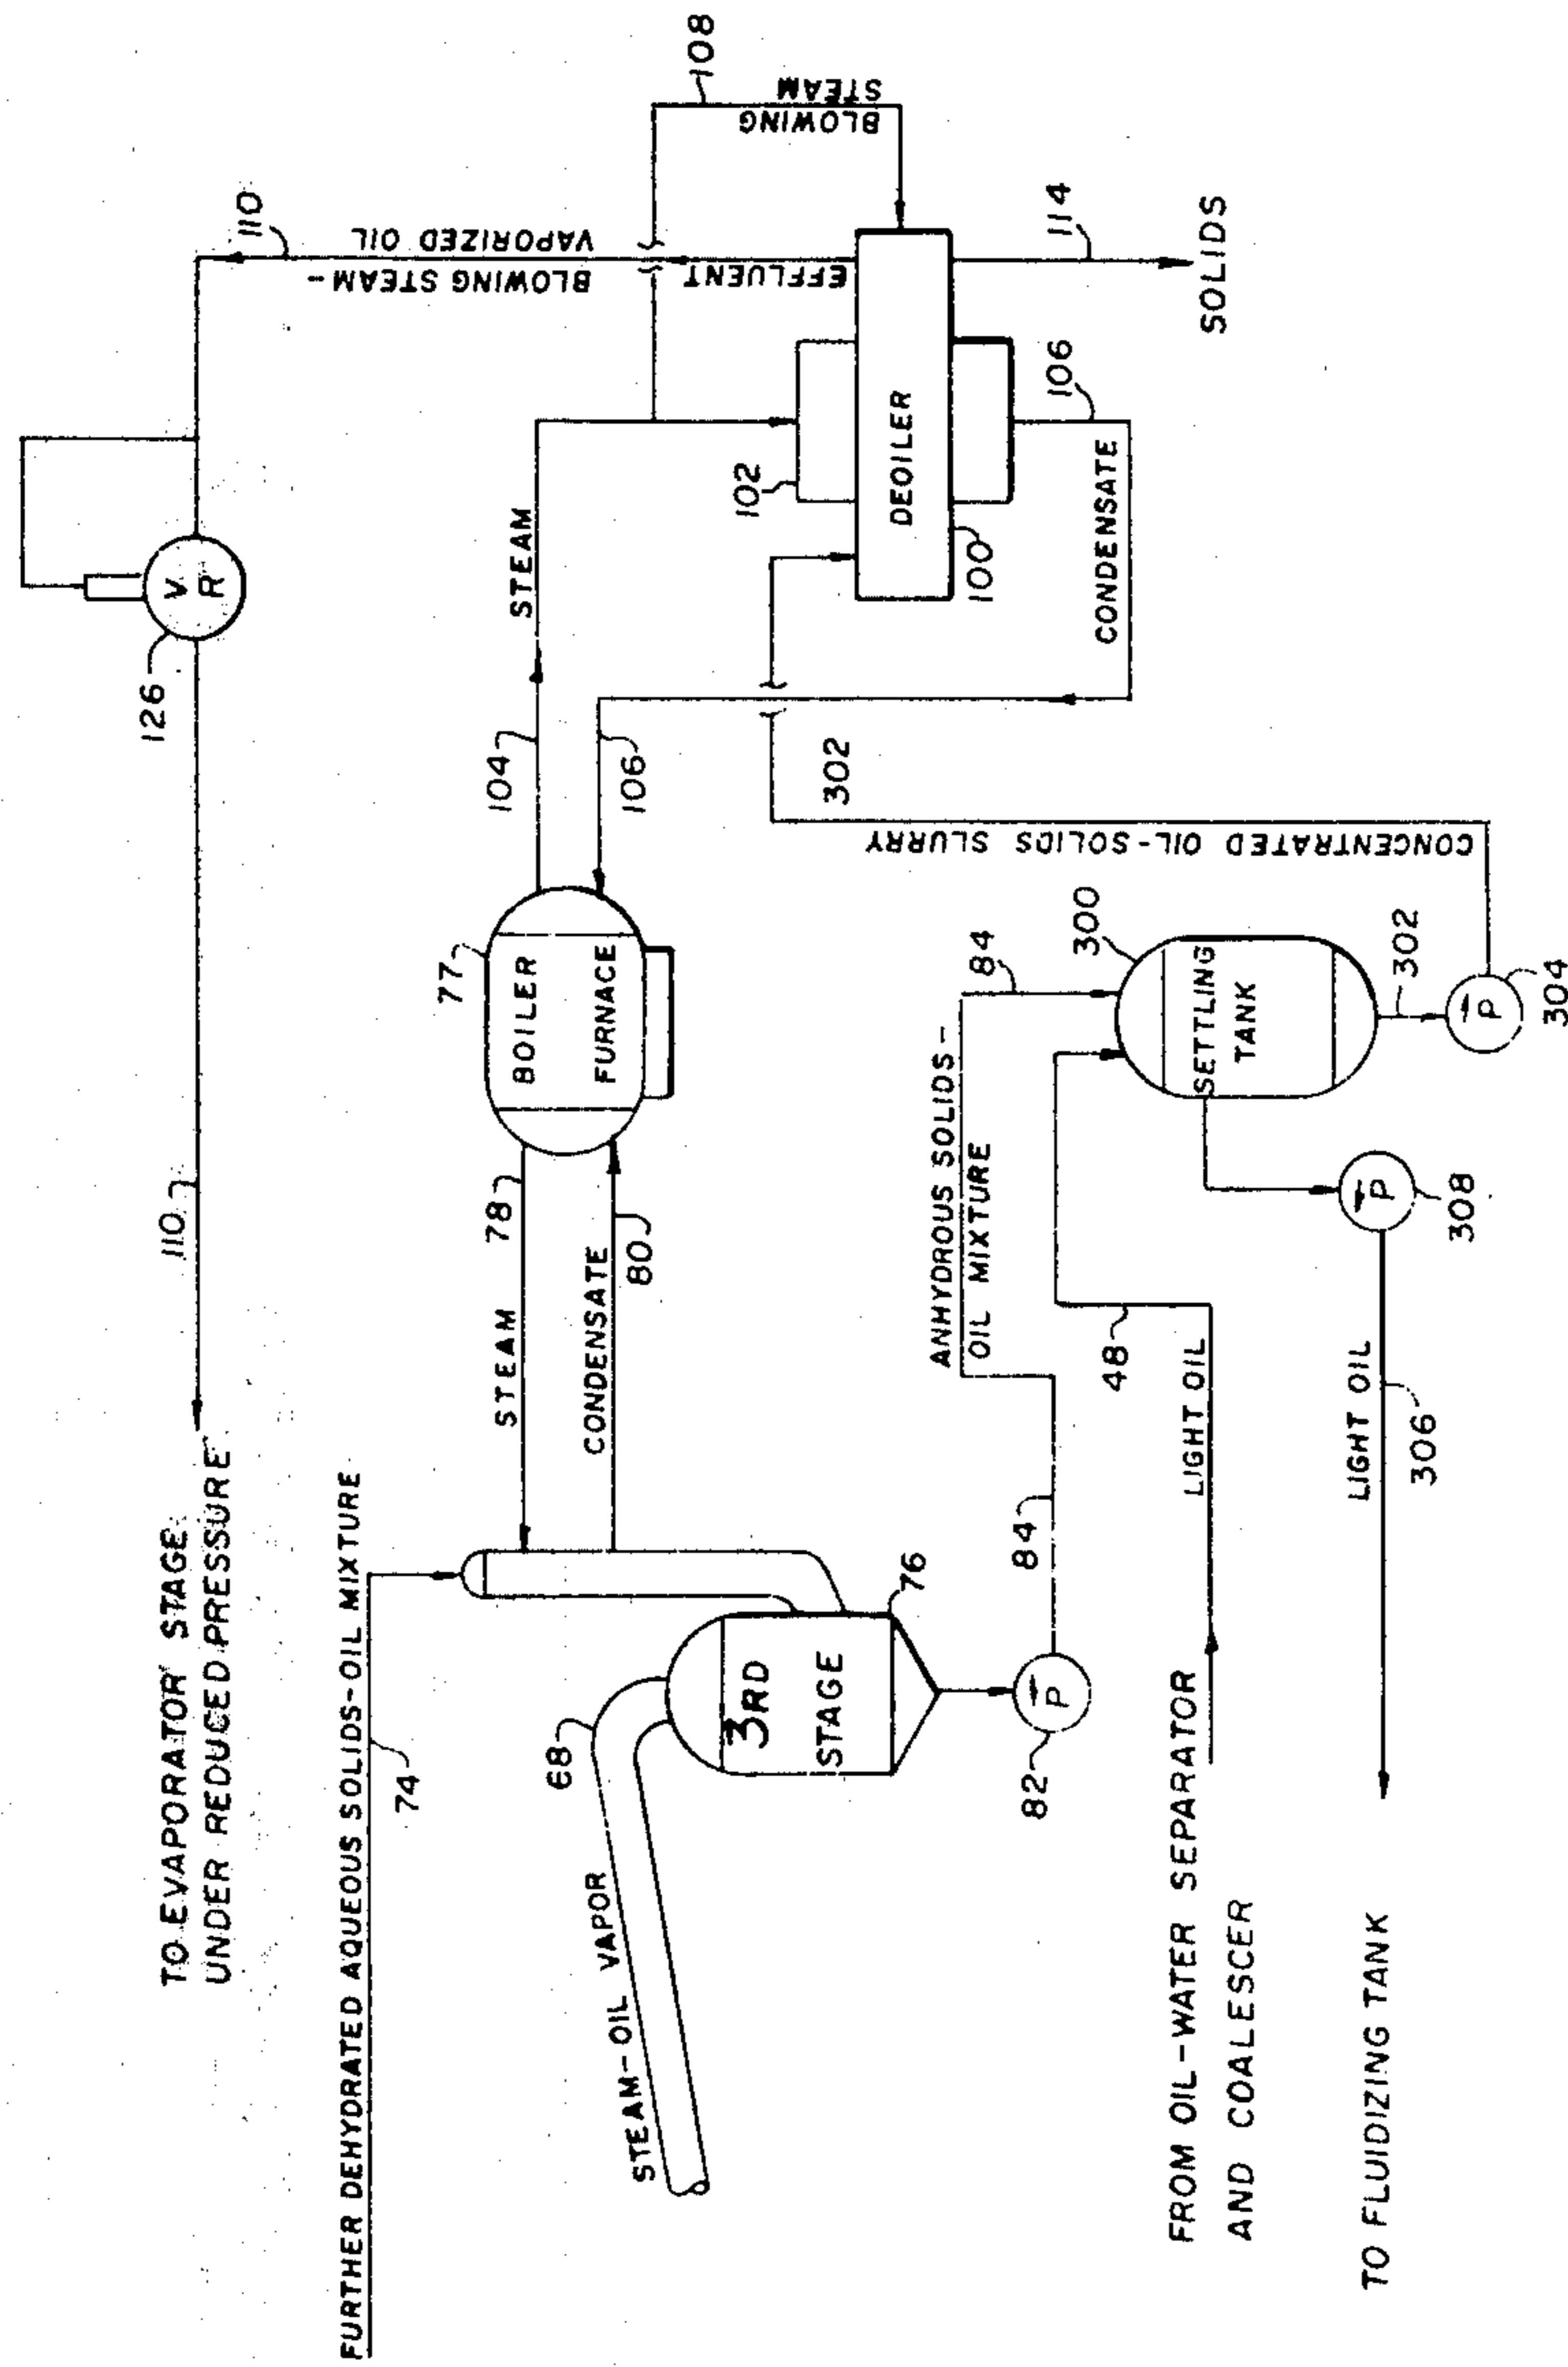 TO EVAPORATOR STAGE
UNDER REDUCED PRESSURE
110
126
V
R
110
BLOWING STEAM-
VAPORIZED OIL
EFFLUENT
108
BLOWING
STEAM
FURTHER DEHYDRATED AQUEOUS SOLIDS-OIL MIXTURE
74
STEAM
78
CONDENSATE
80
77
BOILER
FURNACE
104
STEAM
106
102
DEOILER
100
CONDENSATE
106
114
SOLIDS
STEAM-OIL VAPOR
68
3RD
STAGE
76
82
P
84
ANHYDROUS SOLIDS-
OIL MIXTURE
84
300
SETTLING
TANK
302
CONCENTRATED OIL-SOLIDS SLURRY
302
P
304
FROM OIL-WATER SEPARATOR
AND COALESCER
LIGHT OIL
48
P
308
LIGHT OIL
306
TO FLUIDIZING TANK